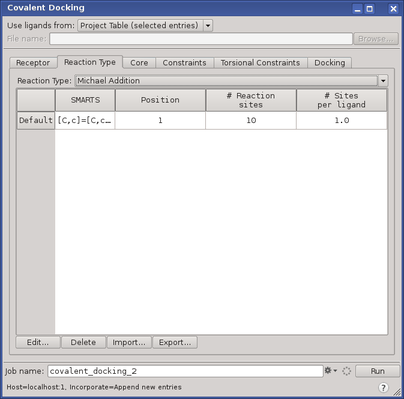 Covalent Docking
Use ligands from: Project Table (selected entries)
File name: Browse...
Receptor Reaction Type Core Constraints Torsional Constraints Docking
Reaction Type: Michael Addition
SMARTS Position # Reaction sites # Sites per ligand
Default [C,c]=[C,c... 1 10 1.0
Edit... Delete Import... Export...
Job name: covalent_docking_2 Run
Host=localhost:1, Incorporate=Append new entries
?